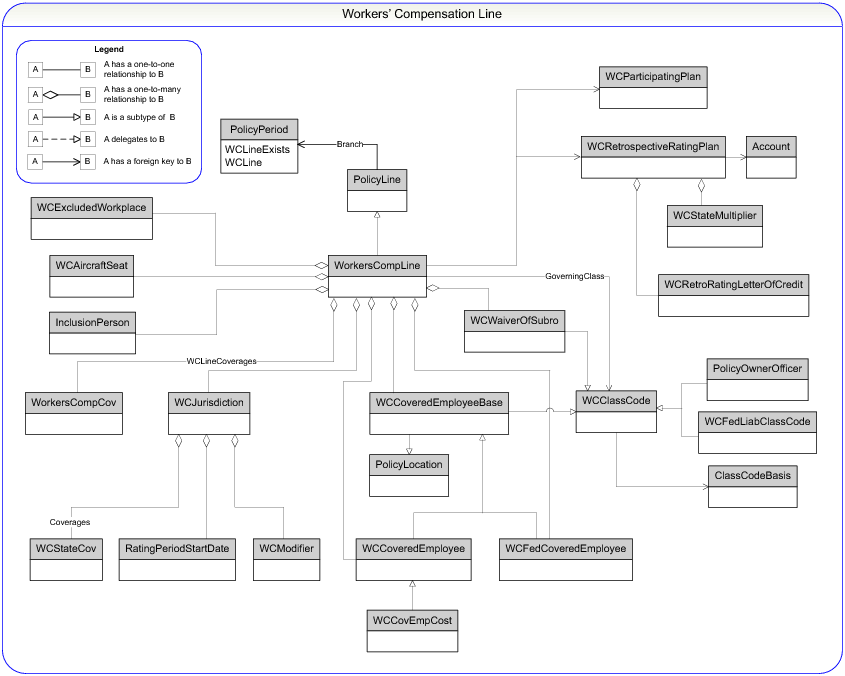 Workers' Compensation Line
Legend
A
B
A has a one-to-one
relationship to B
A
B
A has a one-to-many
relationship to B
A
B
A is a subtype of B
A
B
A delegates to B
A
B
A has a foreign key to B
PolicyPeriod
WCLineExists
WCLine
Branch
PolicyLine
WCParticipatingPlan
WCRetrospectiveRatingPlan
Account
WCStateMultiplier
WCRetroRatingLetterOfCredit
WCExcludedWorkplace
WCAircraftSeat
InclusionPerson
WorkersCompLine
GoverningClass
WCWaiverOfSubro
WCLineCoverages
WorkersCompCov
WCJurisdiction
WCCoveredEmployeeBase
WCClassCode
PolicyOwnerOfficer
WCFedLiabClassCode
PolicyLocation
ClassCodeBasis
Coverages
WCStateCov
RatingPeriodStartDate
WCModifier
WCCoveredEmployee
WCFedCoveredEmployee
WCCovEmpCost